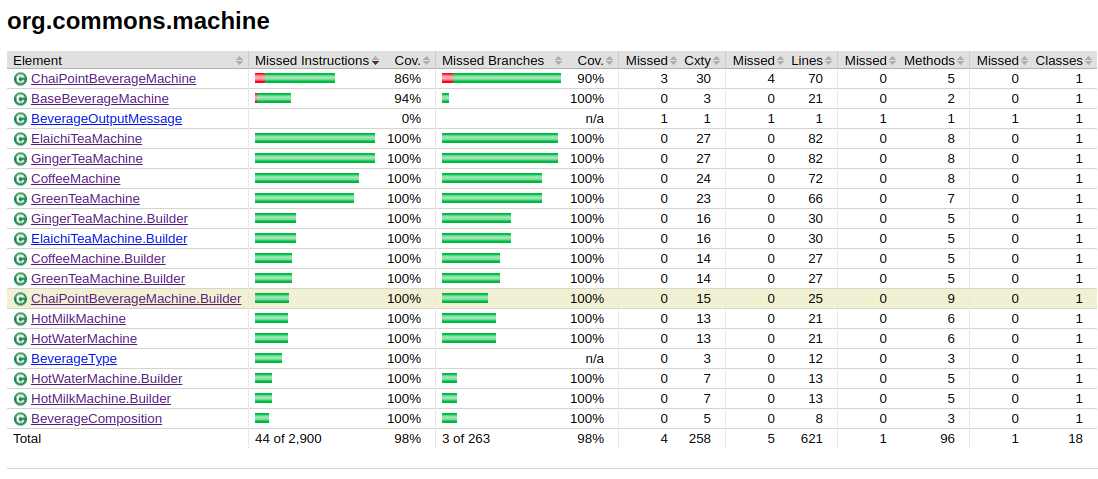 org.commons.machine
Element Missed Instructions Cov. Missed Branches Cov. Missed Cxty Missed Lines Missed Methods Missed Classes
C ChaiPointBeverageMachine 86% 90% 3 30 4 70 0 5 0 1
C BaseBeverageMachine 94% 100% 0 3 0 21 0 2 0 1
C BeverageOutputMessage 0% n/a 1 1 1 1 1 1 1 1
C ElaichiTeaMachine 100% 100% 0 27 0 82 0 8 0 1
C GingerTeaMachine 100% 100% 0 27 0 82 0 8 0 1
C CoffeeMachine 100% 100% 0 24 0 72 0 8 0 1
C GreenTeaMachine 100% 100% 0 23 0 66 0 7 0 1
C GingerTeaMachine.Builder 100% 100% 0 16 0 30 0 5 0 1
C ElaichiTeaMachine.Builder 100% 100% 0 16 0 30 0 5 0 1
C CoffeeMachine.Builder 100% 100% 0 14 0 27 0 5 0 1
C GreenTeaMachine.Builder 100% 100% 0 14 0 27 0 5 0 1
C ChaiPointBeverageMachine.Builder 100% 100% 0 15 0 25 0 9 0 1
C HotMilkMachine 100% 100% 0 13 0 21 0 6 0 1
C HotWaterMachine 100% 100% 0 13 0 21 0 6 0 1
C BeverageType 100% n/a 0 3 0 12 0 3 0 1
C HotWaterMachine.Builder 100% 100% 0 7 0 13 0 5 0 1
C HotMilkMachine.Builder 100% 100% 0 7 0 13 0 5 0 1
C BeverageComposition 100% 100% 0 5 0 8 0 3 0 1
Total 44 of 2,900 98% 3 of 263 98% 4 258 5 621 1 96 1 18